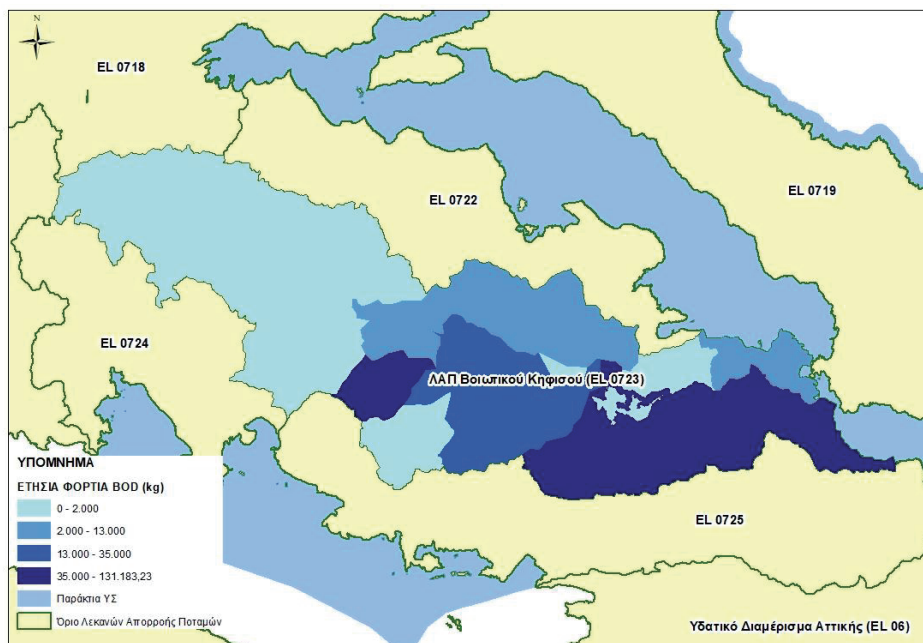 N
EL 0718
EL 0722
EL 0719
EL 0724
ΛΑΠ Βοιωτικού Κηφισού (EL 0723)
EL 0725
Υδατικό Διαμέρισμα Αττικής (EL 06)
ΥΠΟΜΝΗΜΑ
ΕΤΗΣΙΑ ΦΟΡΤΙΑ BOD (kg)
0 - 2.000
2.000 - 13.000
13.000 - 35.000
35.000 - 131.183,23
Παράκτια ΥΣ
Όριο Λεκανών Απορροής Ποταμών